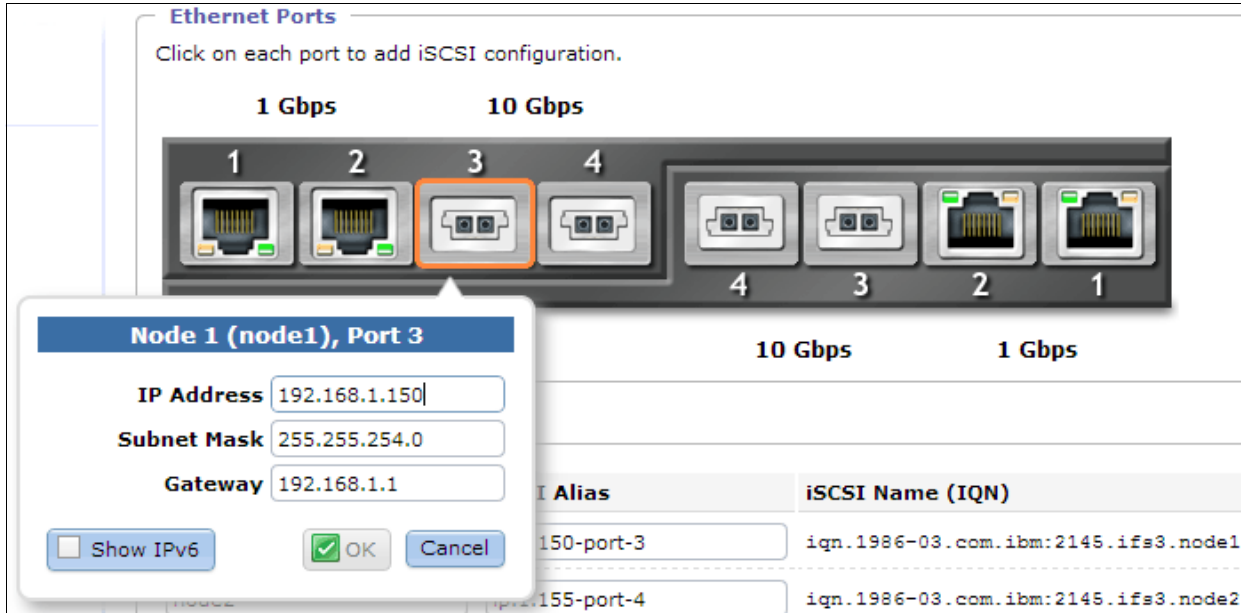 Ethernet Ports
Click on each port to add iSCSI configuration.
1 Gbps 10 Gbps
1 2 3 4
4 3 2 1
10 Gbps 1 Gbps
Node 1 (node1), Port 3
IP Address 192.168.1.150
Subnet Mask 255.255.254.0
Gateway 192.168.1.1
Show IPv6 OK Cancel
I Alias iSCSI Name (IQN)
150-port-3 iqn.1986-03.com.ibm:2145.ifs3.node1
.155-port-4 iqn.1986-03.com.ibm:2145.ifs3.node2